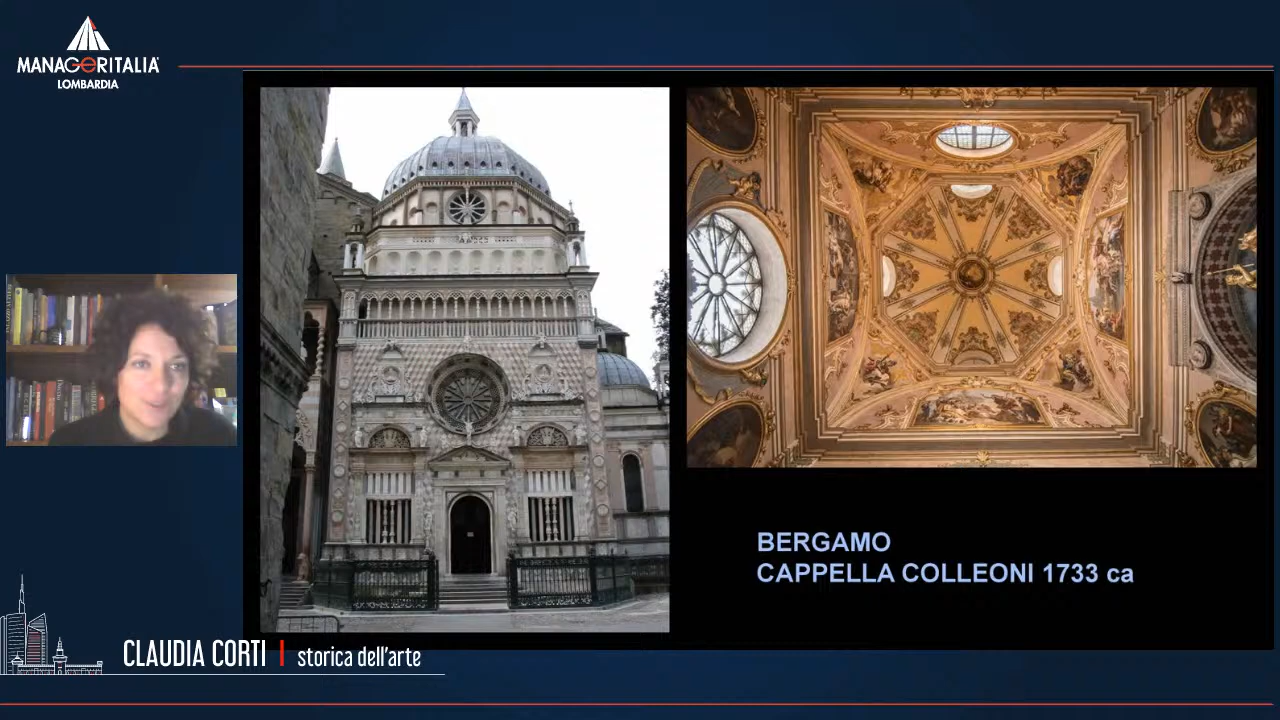 MANAGERITALIA
LOMBARDIA
BERGAMO
CAPPELLA COLLEONI 1733 ca
CLAUDIA CORTI | storica dell'arte